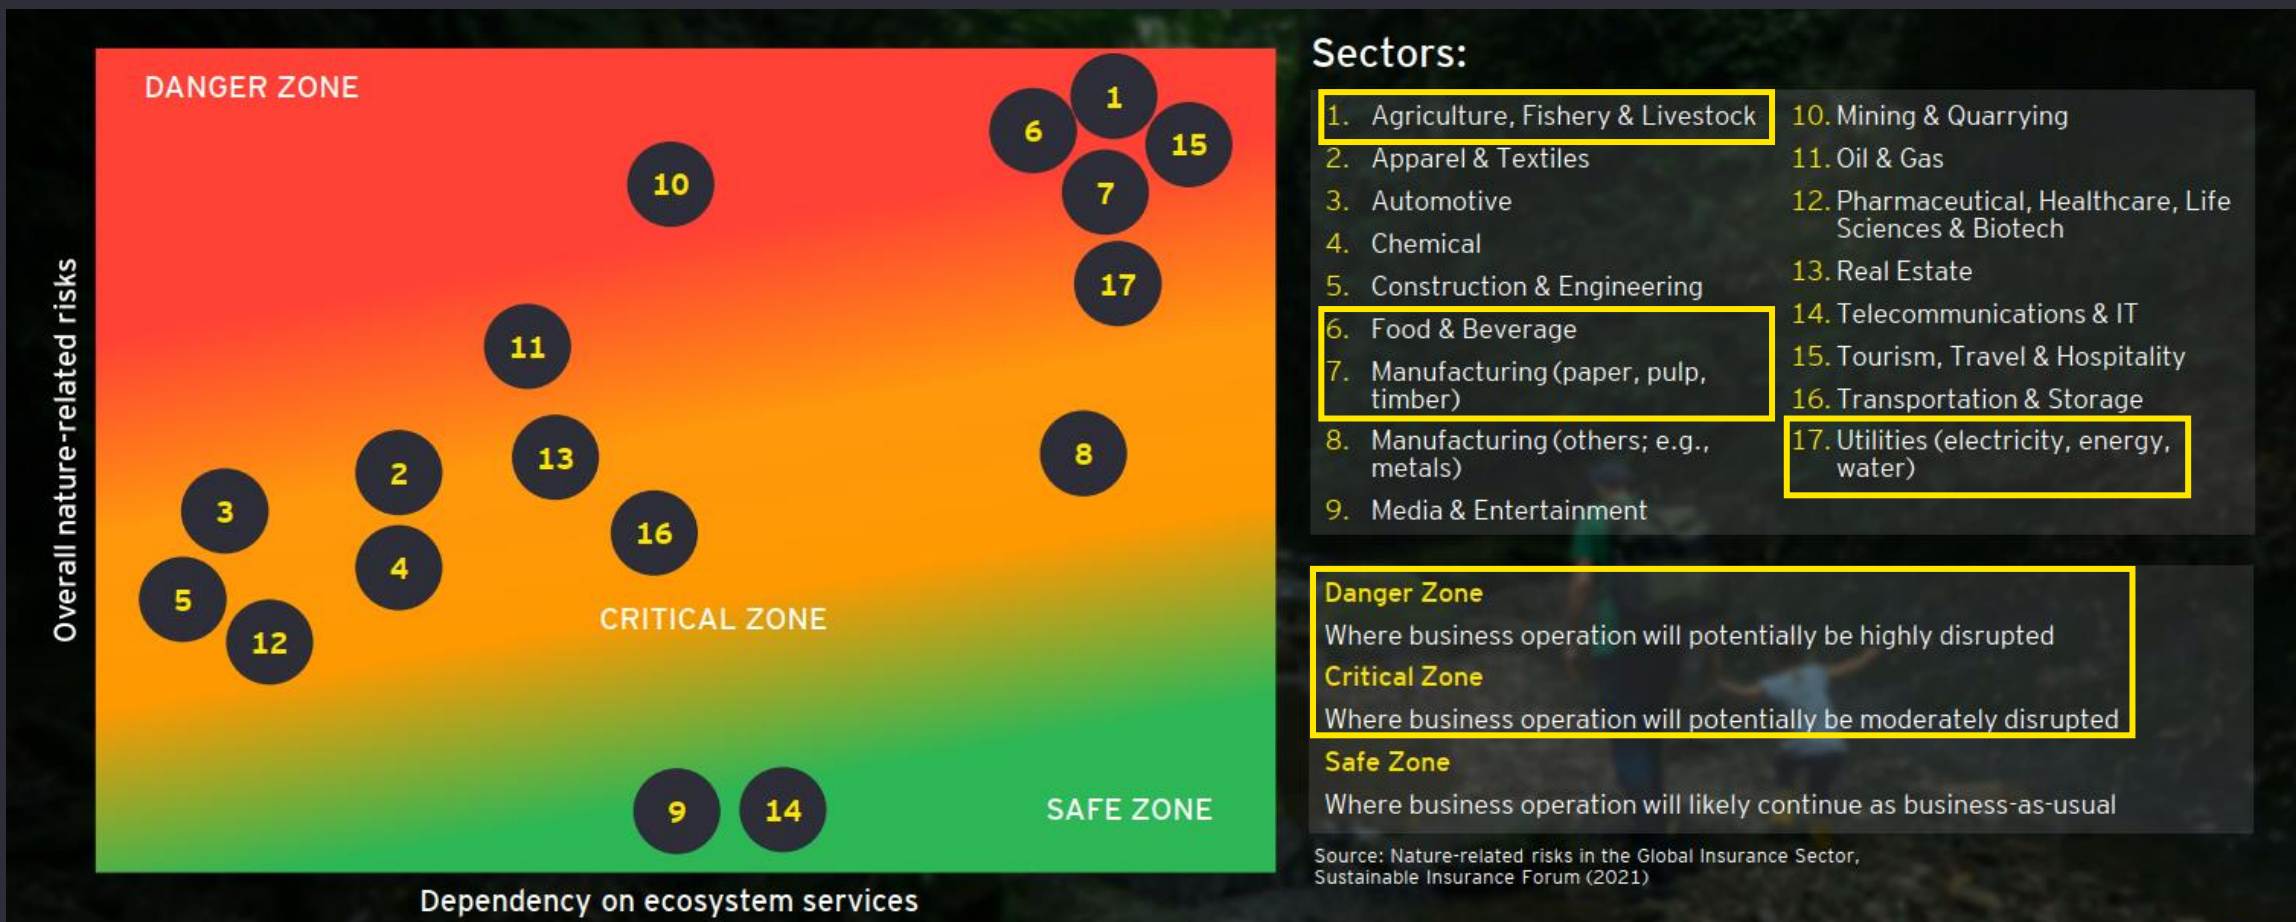 DANGER ZONE
1
6
15
10
7
17
11
8
13
2
3
16
4
5
CRITICAL ZONE
12
9
14
SAFE ZONE
Overall nature-related risks
Dependency on ecosystem services
Sectors:
1. Agriculture, Fishery & Livestock
2. Apparel & Textiles
3. Automotive
4. Chemical
5. Construction & Engineering
6. Food & Beverage
7. Manufacturing (paper, pulp,
timber)
8. Manufacturing (others; e.g.,
metals)
9. Media & Entertainment
10. Mining & Quarrying
11. Oil & Gas
12. Pharmaceutical, Healthcare, Life
Sciences & Biotech
13. Real Estate
14. Telecommunications & IT
15. Tourism, Travel & Hospitality
16. Transportation & Storage
17. Utilities (electricity, energy,
water)
Danger Zone
Where business operation will potentially be highly disrupted
Critical Zone
Where business operation will potentially be moderately disrupted
Safe Zone
Where business operation will likely continue as business-as-usual
Source: Nature-related risks in the Global Insurance Sector,
Sustainable Insurance Forum (2021)